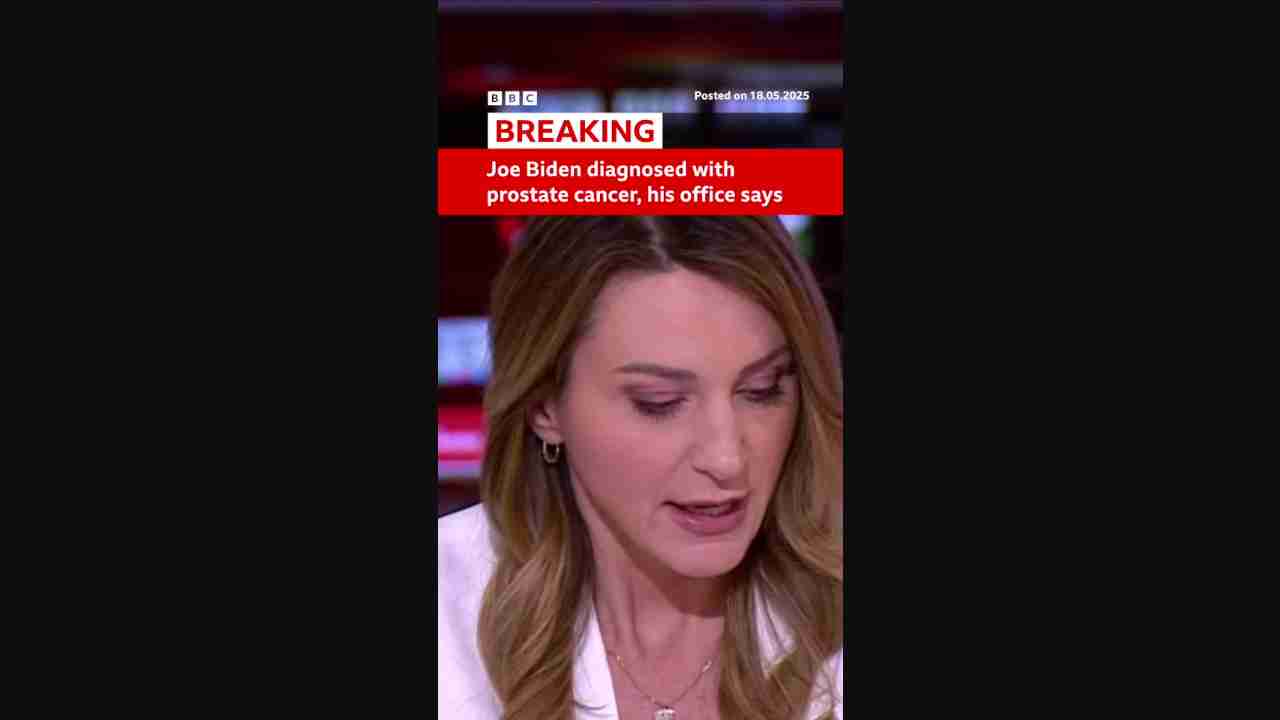 BBC
Posted on 18.05.2025
BREAKING
Joe Biden diagnosed with
prostate cancer, his office says